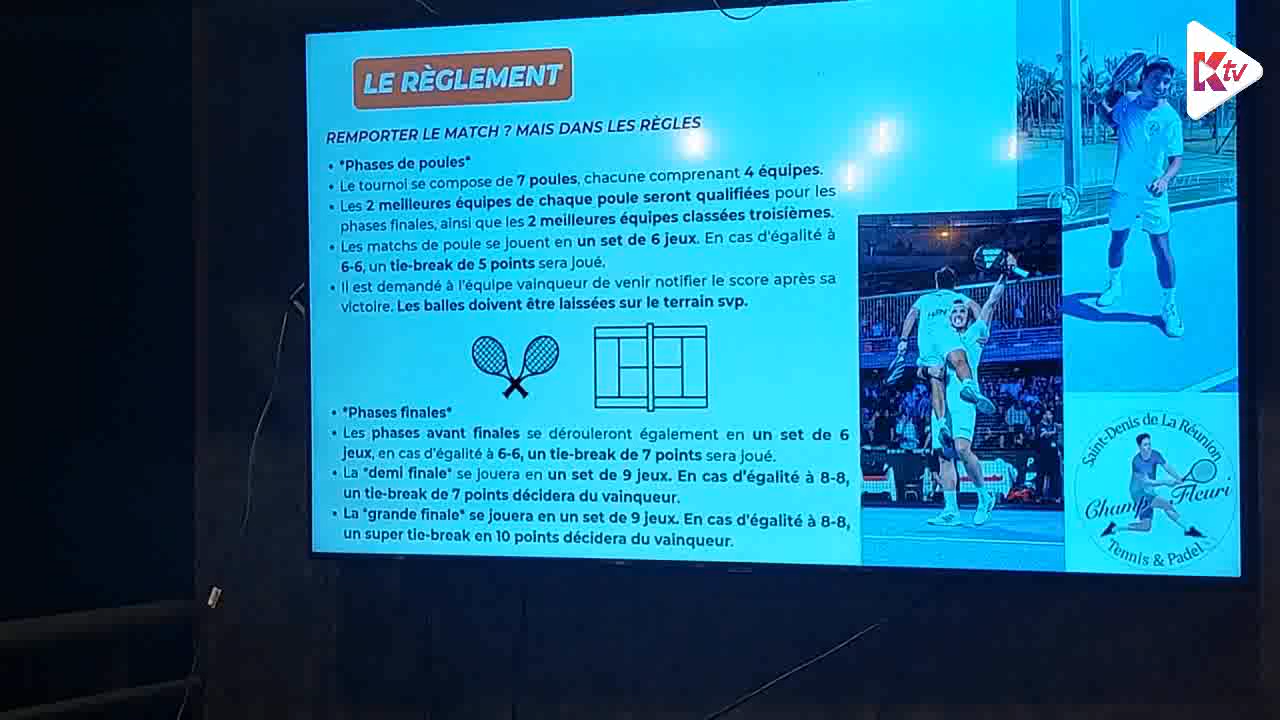 K tv
LE RÈGLEMENT
REMPORTER LE MATCH ? MAIS DANS LES RÈGLES
• *Phases de poules*
• Le tournoi se compose de 7 poules, chacune comprenant 4 équipes.
• Les 2 meilleures équipes de chaque poule seront qualifiées pour les
phases finales, ainsi que les 2 meilleures équipes classées troisièmes.
• Les matchs de poule se jouent en un set de 6 jeux. En cas d'égalité à
6-6, un tie-break de 5 points sera joué.
• Il est demandé à l'équipe vainqueur de venir notifier le score après sa
victoire. Les balles doivent être laissées sur le terrain svp.
• *Phases finales*
• Les phases avant finales se dérouleront également en un set de 6
jeux, en cas d'égalité à 6-6, un tie-break de 7 points sera joué.
• La *demi finale* se jouera en un set de 9 jeux. En cas d'égalité à 8-8,
un tie-break de 7 points décidera du vainqueur.
• La *grande finale* se jouera en un set de 9 jeux. En cas d'égalité à 8-8,
un super tie-break en 10 points décidera du vainqueur.
Saint-Denis de La Réunion
Champ Fleuri
Tennis & Padel